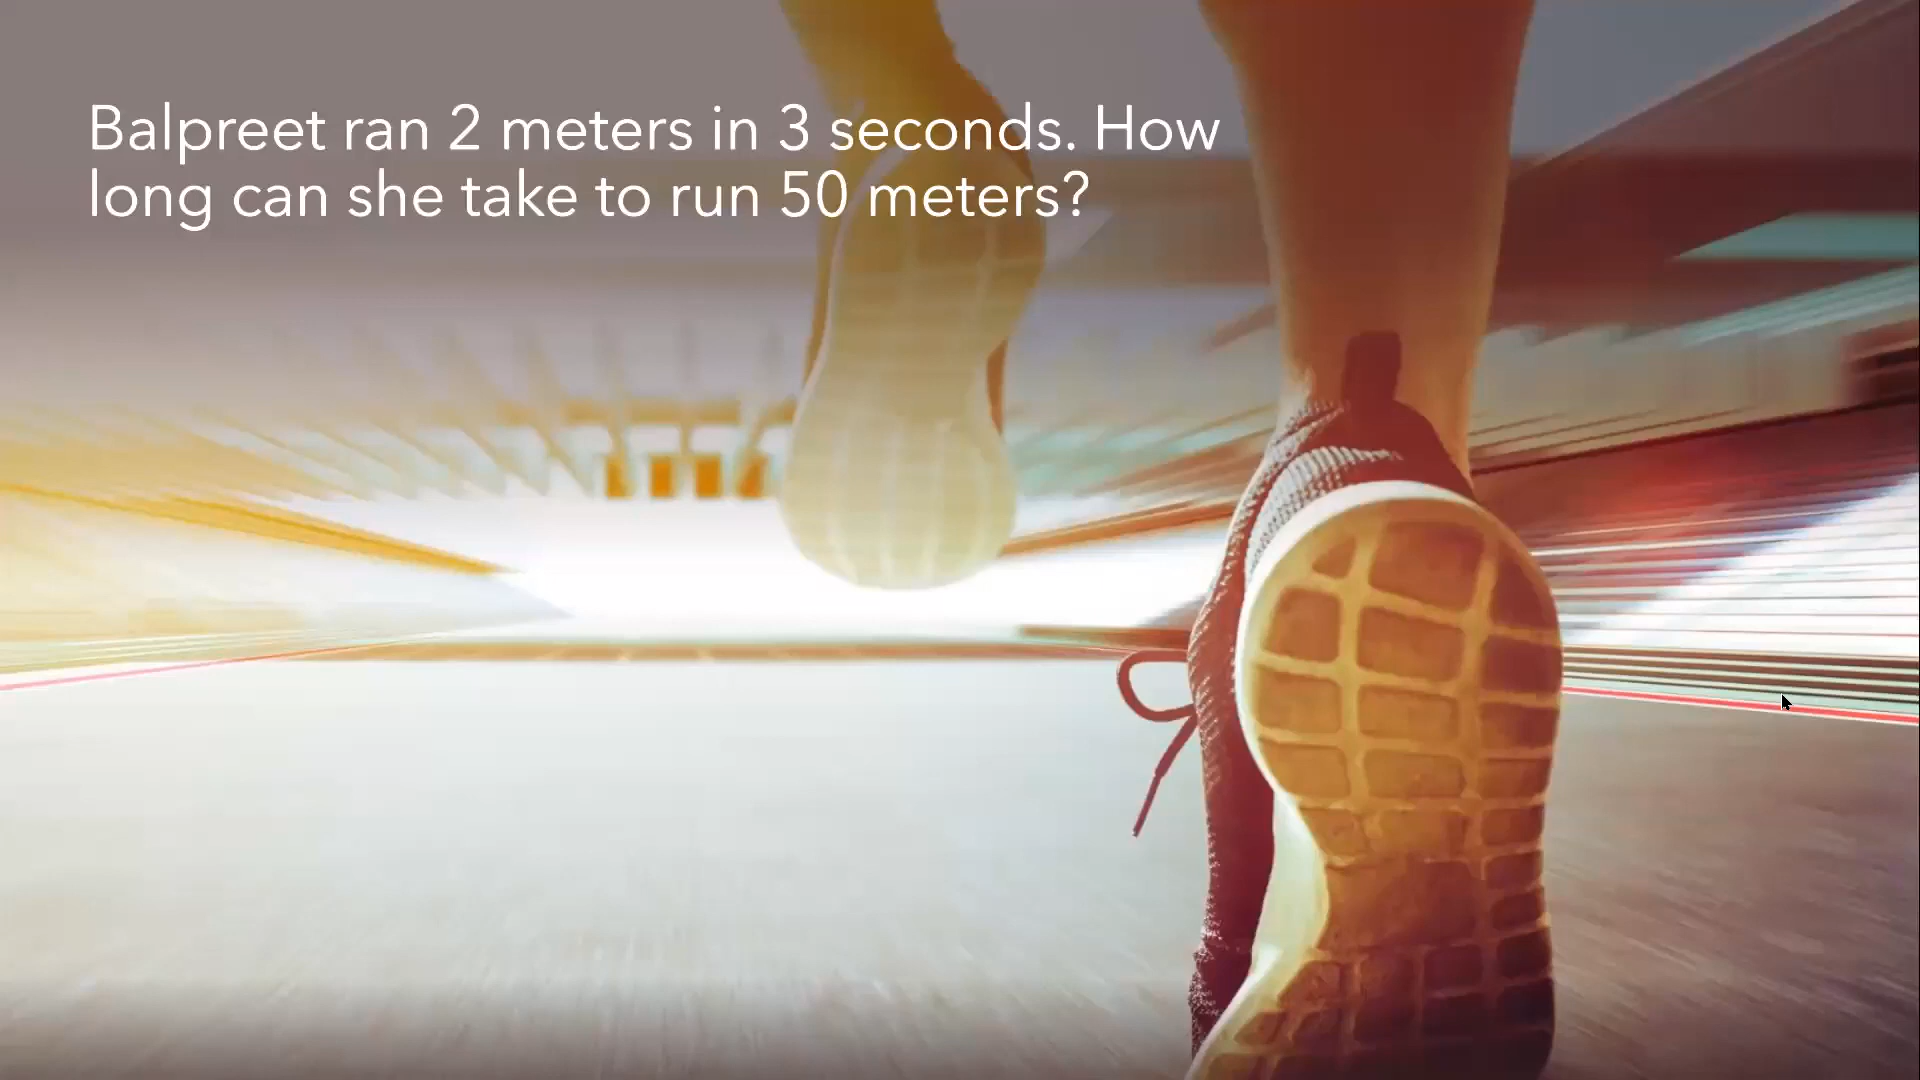 Balpreet ran 2 meters in 3 seconds. How
long can she take to run 50 meters?